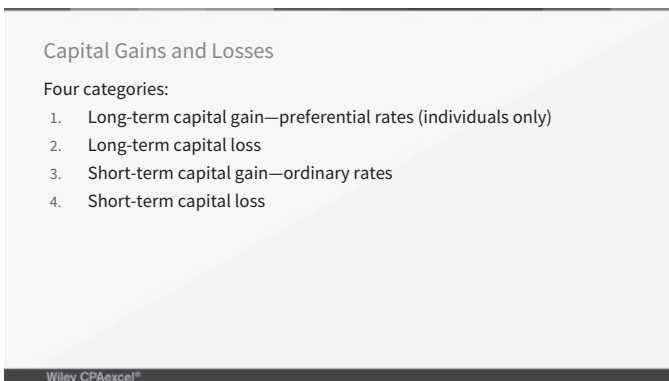 Capital Gains and Losses
Four categories:
1. Long-term capital gain—preferential rates (individuals only)
2. Long-term capital loss
3. Short-term capital gain—ordinary rates
4. Short-term capital loss
Wiley CPAexcel®